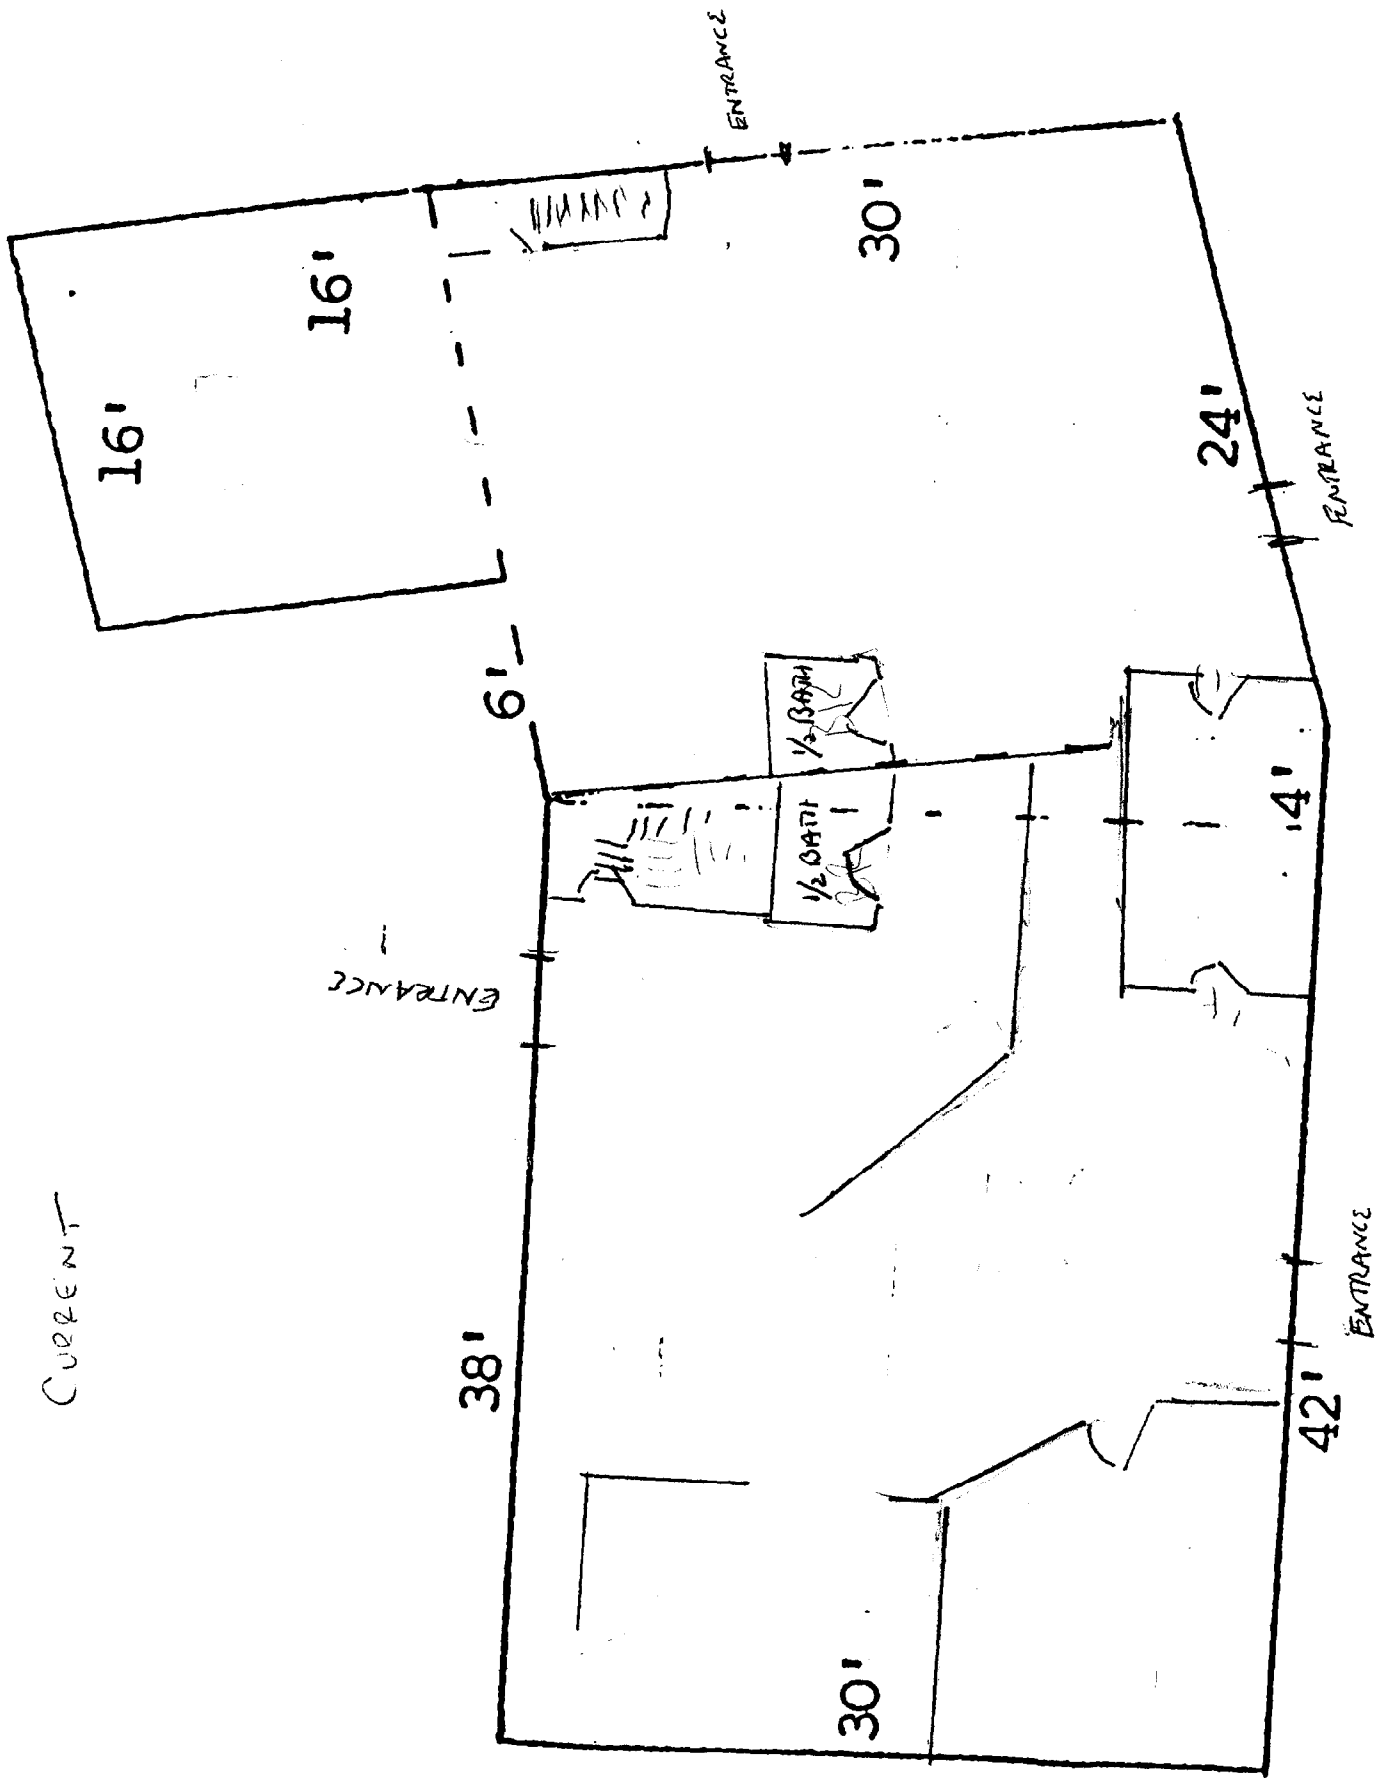 CURRENT
16'
16'
ENTRANCE
6'
30'
ENTRANCE
38'
1/2 BATH
1/2 BATH
24'
ENTRANCE
4'
30'
42'
ENTRANCE